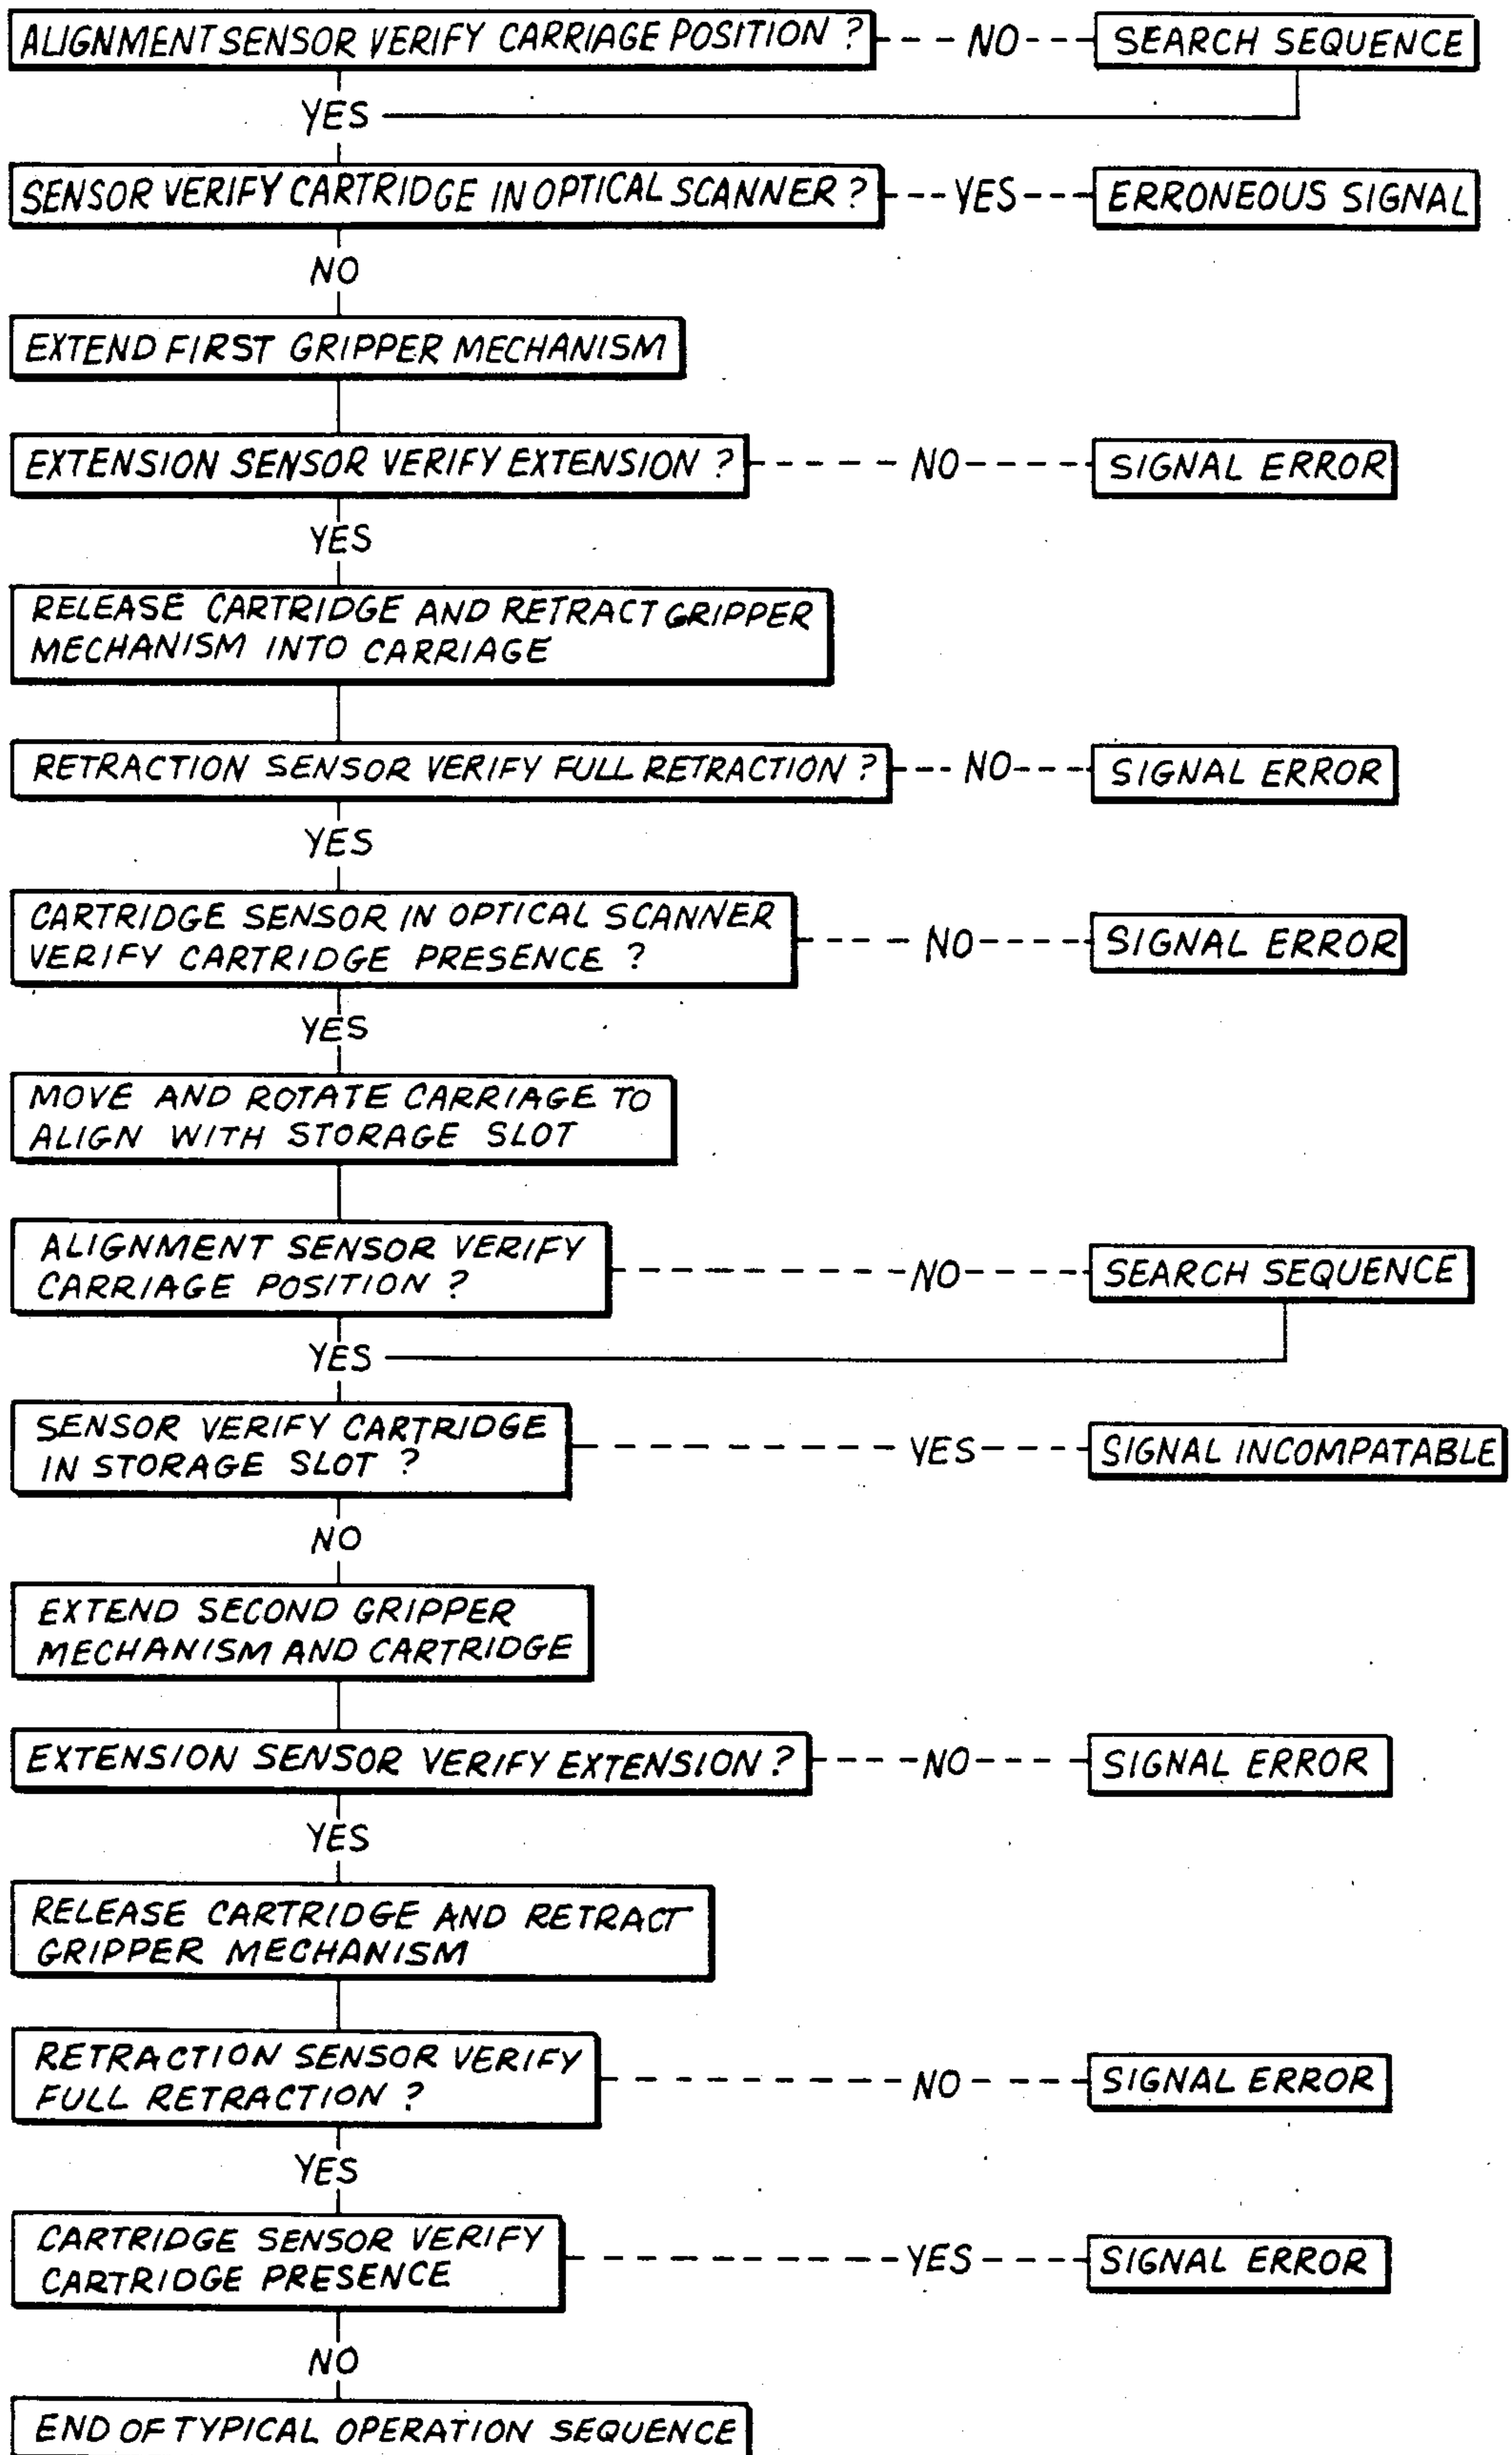 ALIGNMENT SENSOR VERIFY CARRIAGE POSITION ? NO SEARCH SEQUENCE
YES
SENSOR VERIFY CARTRIDGE IN OPTICAL SCANNER ? YES ERRONEOUS SIGNAL
NO
EXTEND FIRST GRIPPER MECHANISM
EXTENSION SENSOR VERIFY EXTENSION ? NO SIGNAL ERROR
YES
RELEASE CARTRIDGE AND RETRACT GRIPPER
MECHANISM INTO CARRIAGE
RETRACTION SENSOR VERIFY FULL RETRACTION ? NO SIGNAL ERROR
YES
CARTRIDGE SENSOR IN OPTICAL SCANNER
VERIFY CARTRIDGE PRESENCE ?
NO SIGNAL ERROR
YES
MOVE AND ROTATE CARRIAGE TO
ALIGN WITH STORAGE SLOT
ALIGNMENT SENSOR VERIFY
CARRIAGE POSITION ?
NO SEARCH SEQUENCE
YES
SENSOR VERIFY CARTRIDGE
IN STORAGE SLOT ?
YES SIGNAL INCOMPATABLE
NO
EXTEND SECOND GRIPPER
MECHANISM AND CARTRIDGE
EXTENSION SENSOR VERIFY EXTENSION ? NO SIGNAL ERROR
YES
RELEASE CARTRIDGE AND RETRACT
GRIPPER MECHANISM
RETRACTION SENSOR VERIFY
FULL RETRACTION ?
NO SIGNAL ERROR
YES
CARTRIDGE SENSOR VERIFY
CARTRIDGE PRESENCE
YES SIGNAL ERROR
NO
END OF TYPICAL OPERATION SEQUENCE